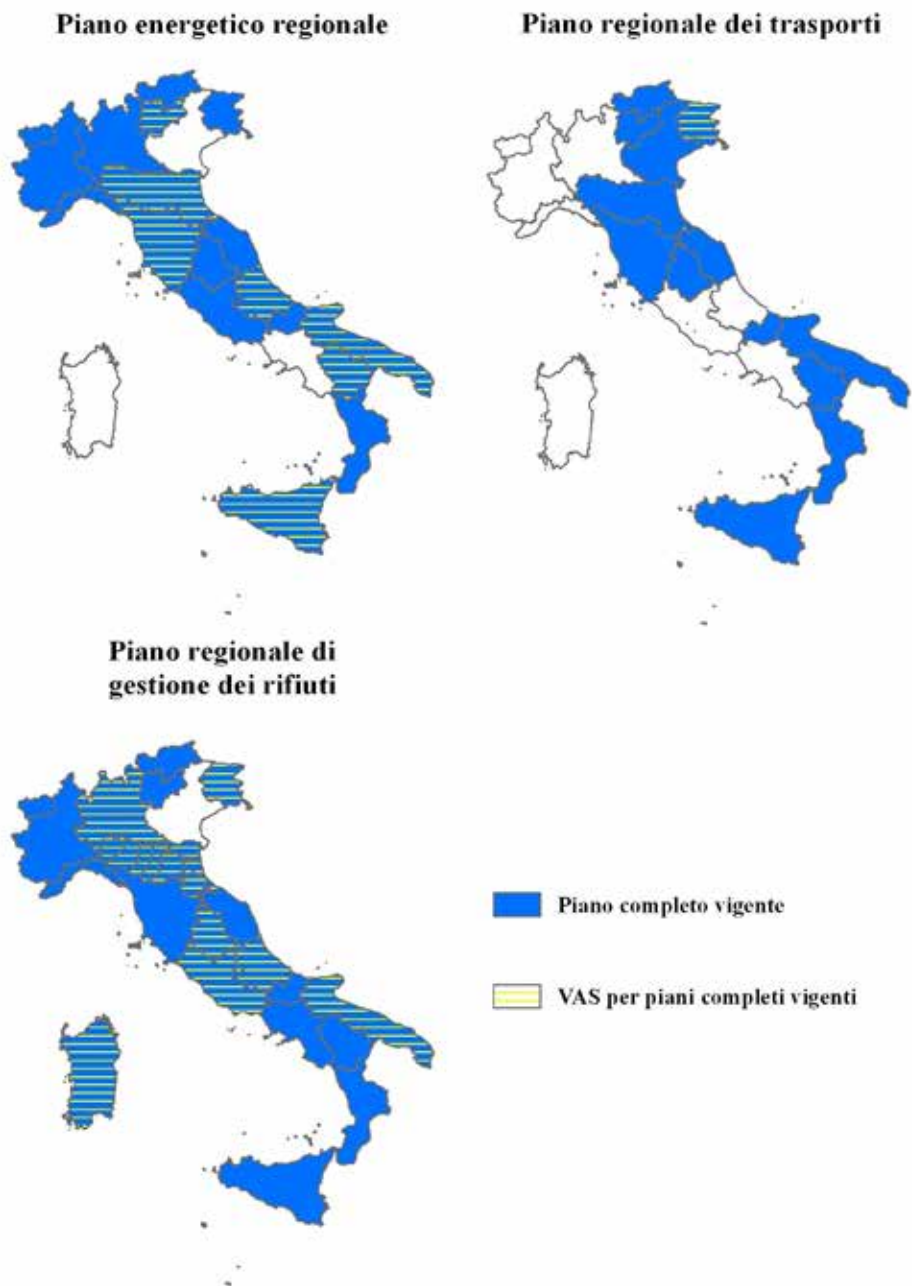 Piano energetico regionale
Piano regionale dei trasporti
Piano regionale di
gestione dei rifiuti
Piano completo vigente
VAS per piani completi vigenti